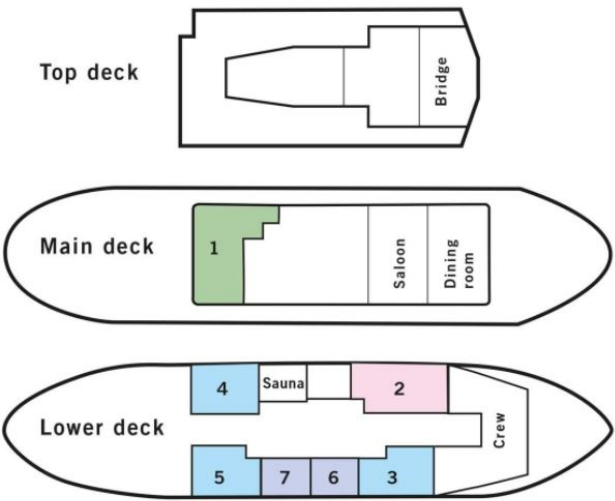 Top deck
Bridge
Main deck
1
Saloon
Dining
room
4
Sauna
2
Lower deck
Crew
5
7
6
3